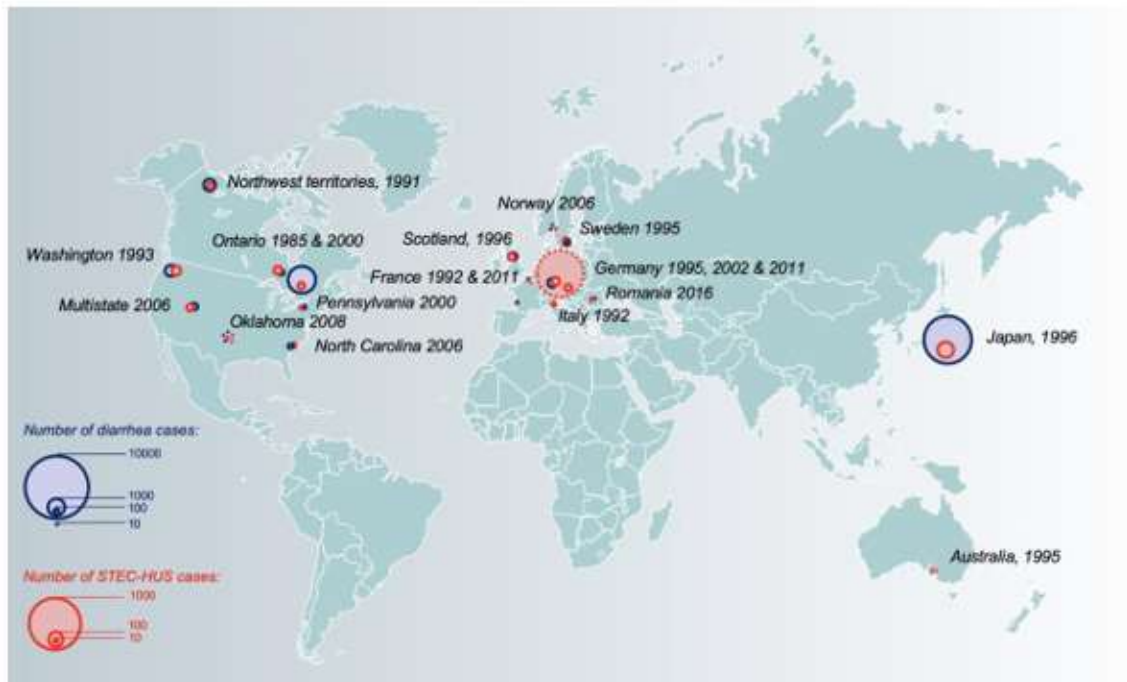 Northwest territories, 1991
Norway 2006
Ontario 1985 & 2000
Scotland, 1996
Sweden 1995
Washington 1993
France 1992 & 2011
Germany 1995, 2002 & 2011
Multistate 2006
Pennsylvania 2000
Romania 2016
Oklahoma 2008
Italy 1992
North Carolina 2006
Japan, 1996
Number of diarrhea cases:
10000
1000
100
10
Australia, 1995
Number of STEC-HUS cases:
1000
100
10